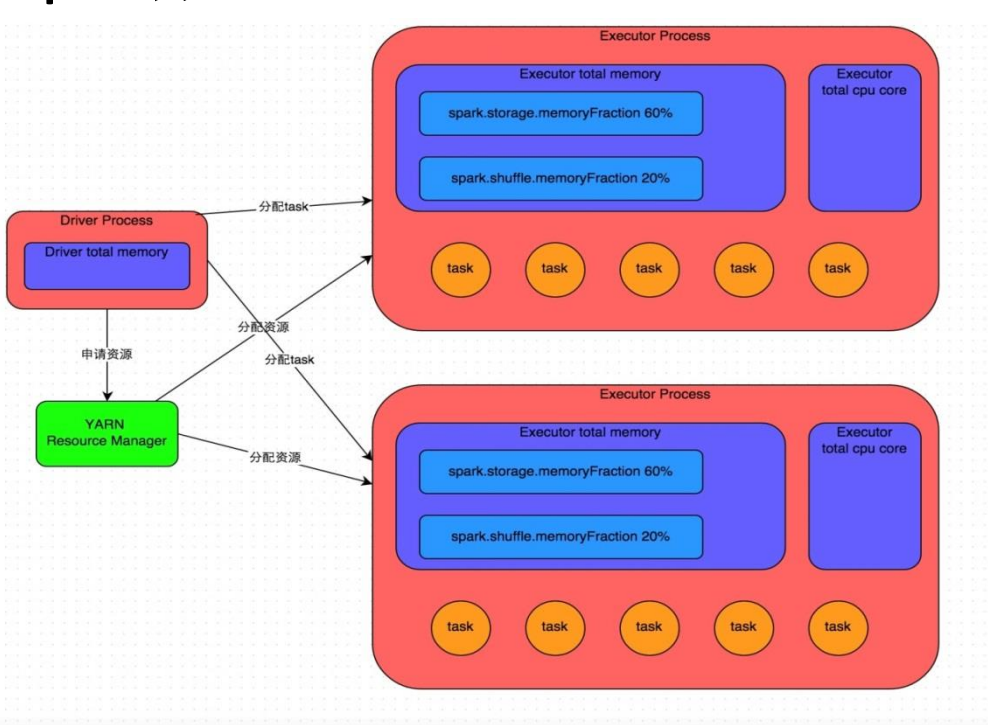 Driver Process
Driver total memory
申请资源
YARN
Resource Manager
分配task
分配资源
分配task
分配资源
Executor Process
Executor total memory
spark.storage.memoryFraction 60%
spark.shuffle.memoryFraction 20%
Executor
total cpu core
task
task
task
task
task
Executor Process
Executor total memory
spark.storage.memoryFraction 60%
spark.shuffle.memoryFraction 20%
Executor
total cpu core
task
task
task
task
task